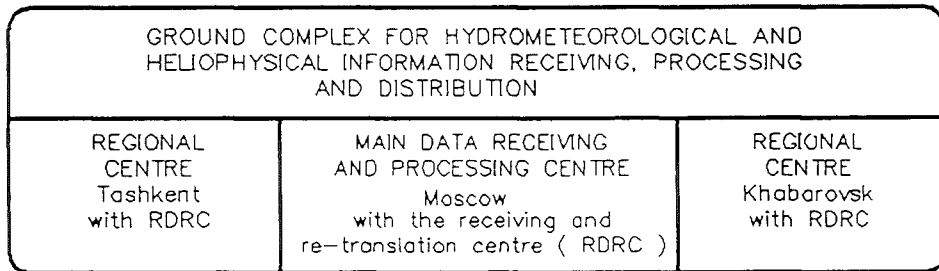 GROUND COMPLEX FOR HYDROMETEOROLOGICAL AND
HELIOPHYSICAL INFORMATION RECEIVING, PROCESSING
AND DISTRIBUTION
REGIONAL
CENTRE
Tashkent
with RDRC
MAIN DATA RECEIVING
AND PROCESSING CENTRE
Moscow
with the receiving and
re-translation centre ( RDRC )
REGIONAL
CENTRE
Khabarovsk
with RDRC